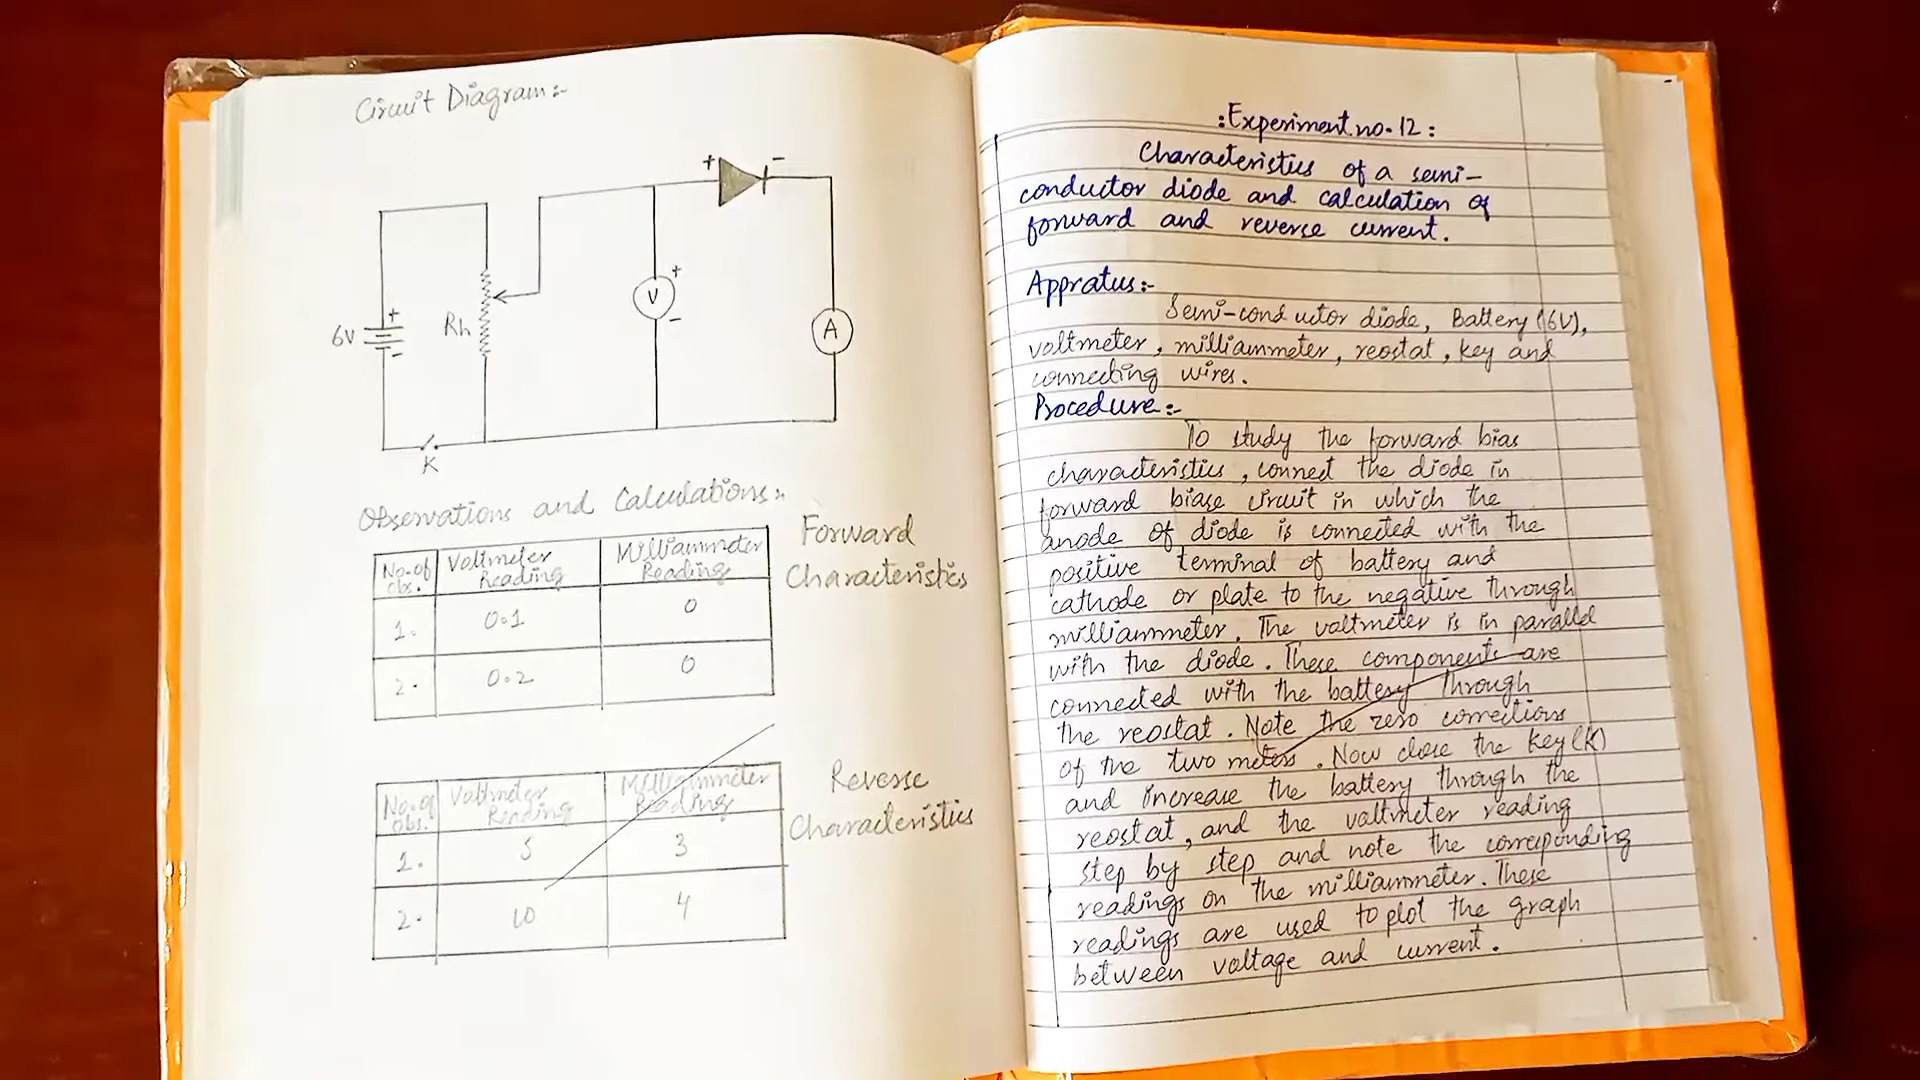 Circuit Diagram:-
+ -
6V + - Rh V + - A
K
Observations and Calculations:-
Forward
Characteristics
No. of Obs. Voltmeter Reading Milliammeter Reading
1. 0.1 0
2. 0.2 0
Reverse
Characteristics
No. of Obs. Voltmeter Reading Milliammeter Reading
1. 5 3
2. 10 4
:Experiment no. 12:
Characteristics of a semi-
conductor diode and calculation of
forward and reverse current.
Appratus:-
Semi-conductor diode, Battery (6V),
voltmeter, milliammeter, reostat, key and
connecting wires.
Procedure:-
To study the forward bias
characteristics, connect the diode in
forward biase circuit in which the
anode of diode is connected with the
positive terminal of battery and
cathode or plate to the negative through
milliammeter. The voltmeter is in parallel
with the diode. These components are
connected with the battery through
the reostat. Note the zero corrections
of the two meters. Now close the key (K)
and increase the battery through the
reostat, and the voltmeter reading
step by step and note the corresponding
readings on the milliammeter. These
readings are used to plot the graph
between voltage and current.